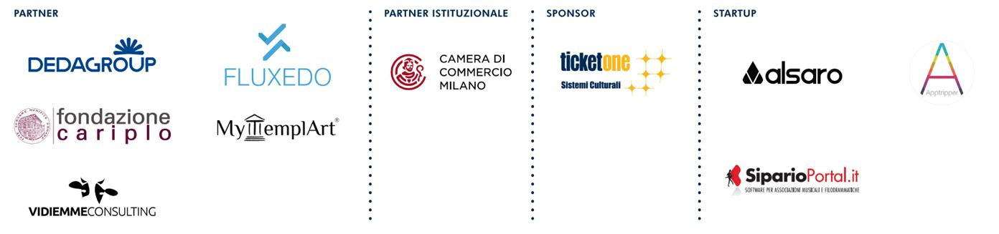 PARTNER
DEDAGROUP
FLUXEDO
fondazione
cariplo
MyTemplArt®
VIDIEMMECONSULTING
PARTNER ISTITUZIONALE
CAMERA DI
COMMERCIO
MILANO
SPONSOR
ticketone
Sistemi Culturali
STARTUP
alsaro
Apptripper
SiparioPortal.it
SOFTWARE PER ASSOCIAZIONI MUSICALI E FILODRAMMATICHE